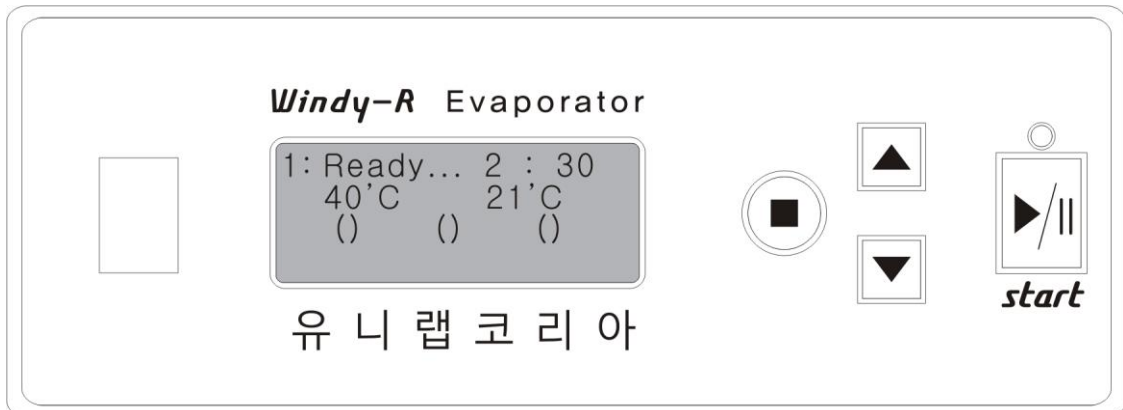 Windy-R Evaporator
1: Ready... 2 : 30
40'C 21'C
() () ()
유니랩코리아
start